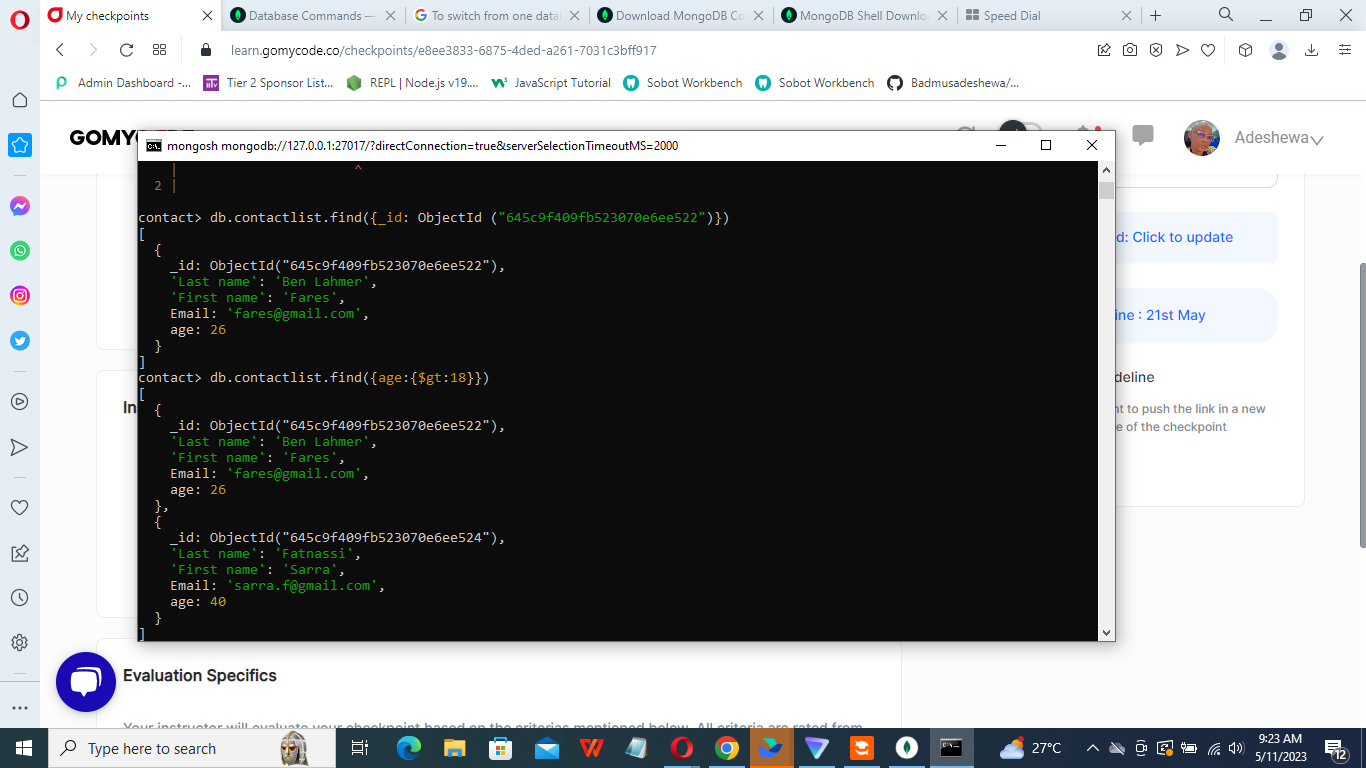 My checkpoints
Database Commands —
To switch from one datal
Download MongoDB Co
MongoDB Shell Downlo
Speed Dial
learn.gomycode.co/checkpoints/e8ee3833-6875-4ded-a261-7031c3bff917
Admin Dashboard -...
Tier 2 Sponsor List...
REPL | Node.js v19....
JavaScript Tutorial
Sobot Workbench
Sobot Workbench
Badmusadeshewa/...
GOMYC
Adeshewa
mongosh mongodb://127.0.0.1:27017/?directConnection=true&serverSelectionTimeoutMS=2000
| ^
2 |
contact> db.contactlist.find({_id: ObjectId ("645c9f409fb523070e6ee522")})
[
{
_id: ObjectId("645c9f409fb523070e6ee522"),
'Last name': 'Ben Lahmer',
'First name': 'Fares',
Email: 'fares@gmail.com',
age: 26
}
]
contact> db.contactlist.find({age:{$gt:18}})
[
{
_id: ObjectId("645c9f409fb523070e6ee522"),
'Last name': 'Ben Lahmer',
'First name': 'Fares',
Email: 'fares@gmail.com',
age: 26
},
{
_id: ObjectId("645c9f409fb523070e6ee524"),
'Last name': 'Fatnassi',
'First name': 'Sarra',
Email: 'sarra.f@gmail.com',
age: 40
}
]
d: Click to update
ine : 21st May
deline
nt to push the link in a new
e of the checkpoint
In
Evaluation Specifics
Your instructor will evaluate your checkpoint based on the criterias mentioned below. All criteria are rated from
Type here to search
27°C
9:23 AM
5/11/2023
12